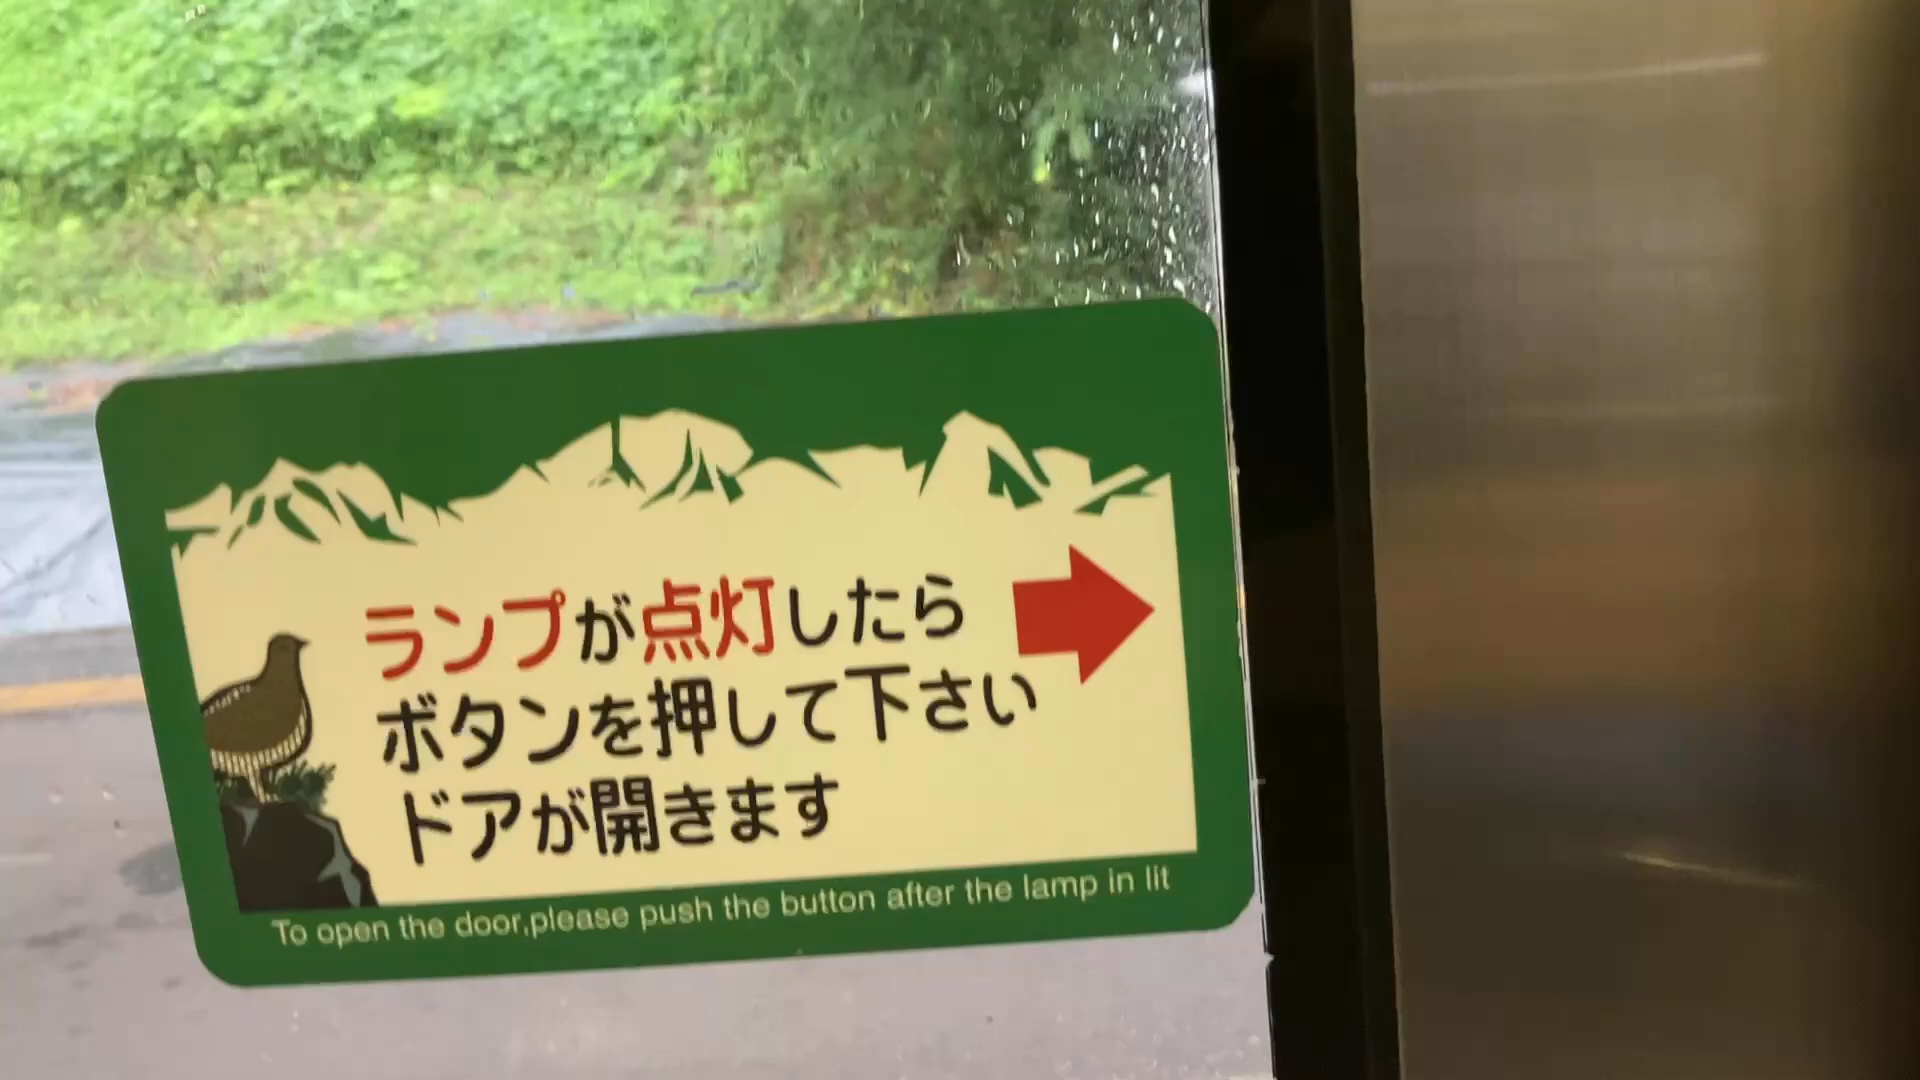 ランプが点灯したら
ボタンを押して下さい
ドアが開きます
To open the door,please push the button after the lamp in lit